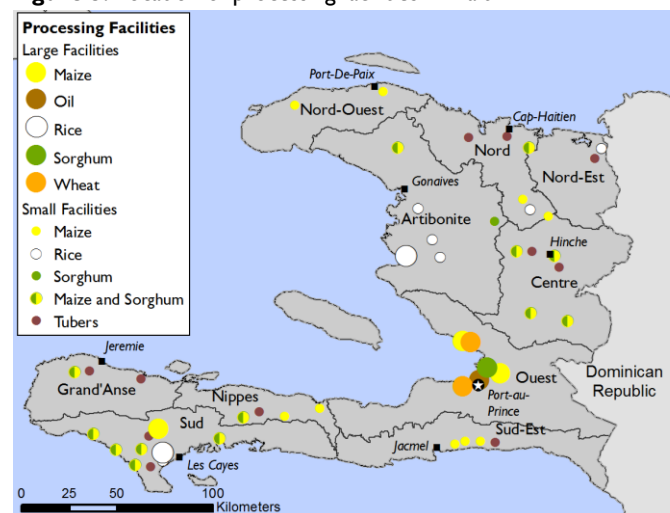 Processing Facilities
Large Facilities
Maize
Oil
Rice
Sorghum
Wheat
Small Facilities
Maize
Rice
Sorghum
Maize and Sorghum
Tubers
Port-De-Paix
Nord-Ouest
Cap-Haitien
Nord
Nord-Est
Gonaives
Artibonite
Hinche
Centre
Dominican
Republic
Ouest
Port-au-
Prince
Jeremie
Grand'Anse
Nippes
Sud
Les Cayes
Sud-Est
Jacmel
0 25 50 100
Kilometers